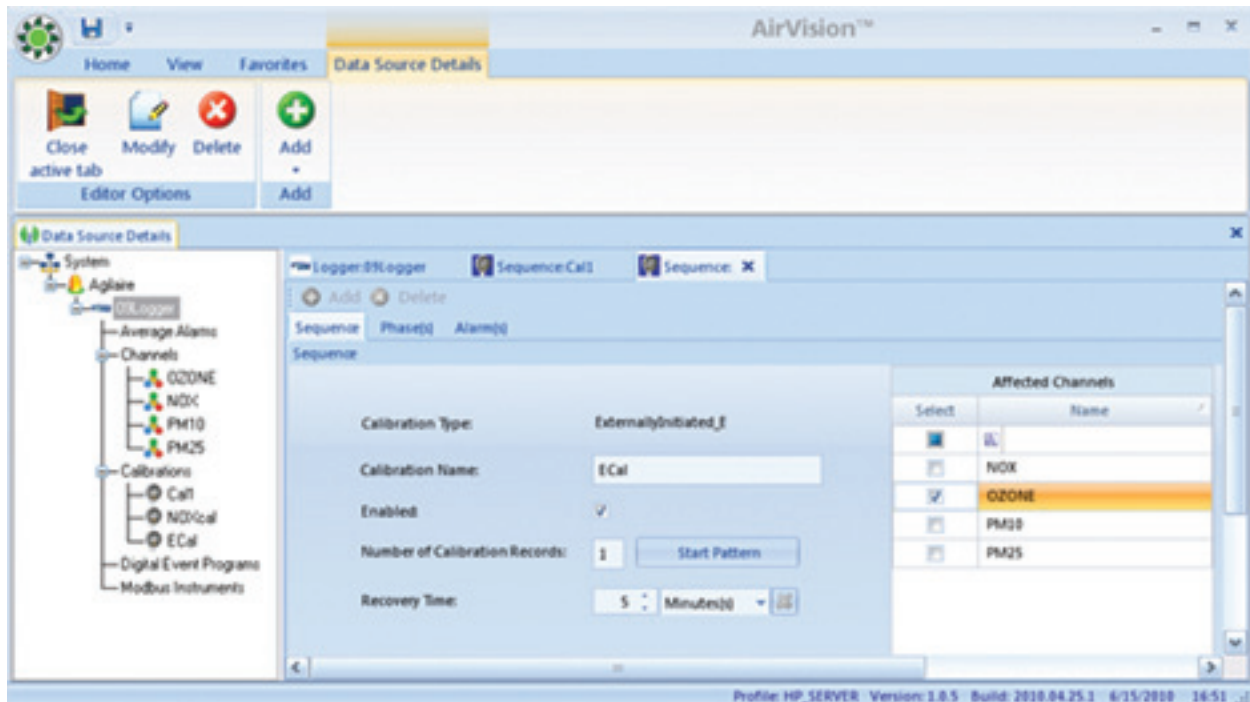 AirVision™
Home View Favorites Data Source Details
Close active tab
Modify
Delete
Add
Editor Options
Add
Data Source Details
System
Agilaire
Average Alarms
Channels
OZONE
NOX
PM10
PM25
Calibrations
Cal1
NOXcal
ECal
Digital Event Programs
Modbus Instruments
Sequence:Cal1
Sequence:
Add Delete
Sequence Phase(s) Alarm(s)
Sequence
Calibration Type: ExternallyInitiated_E
Calibration Name: ECal
Enabled:
Number of Calibration Records: 1 Start Pattern
Recovery Time: 5 Minutes(s)
Affected Channels
Select Name
NOX
OZONE
PM10
PM25
Profile: HP_SERVER Version: 1.0.5 Build: 2010.04.25.1 6/15/2010 16:51